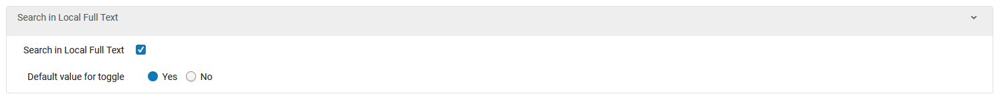 Search in Local Full Text
Search in Local Full Text
Default value for toggle Yes No